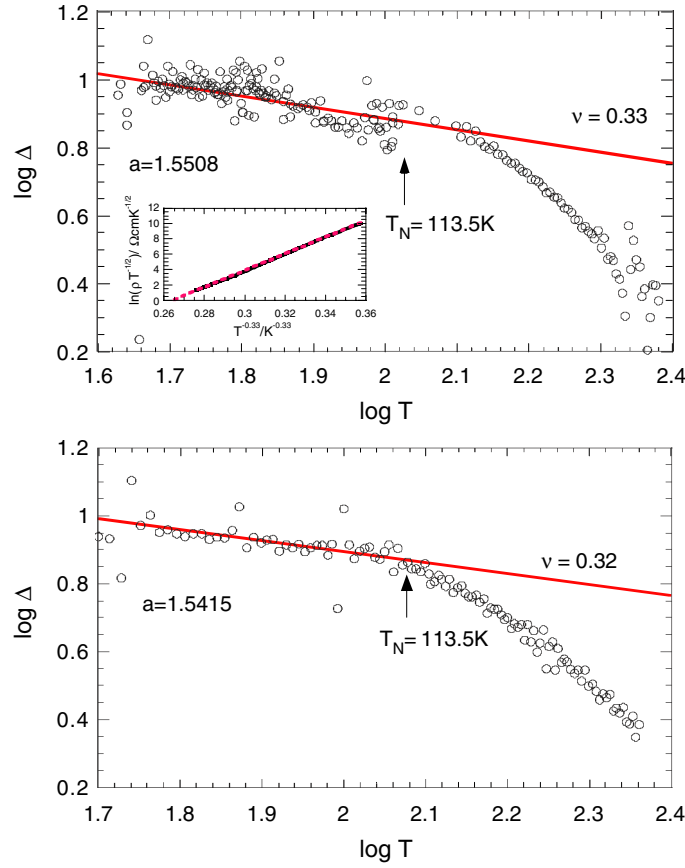 1.2
1
0.8
0.6
0.4
0.2
log Δ
ν = 0.33
a=1.5508
T_N= 113.5K
ln(ρ T^-1/2)/ ΩcmK^-1/2
12
10
8
6
4
2
0
0.26 0.28 0.30 0.32 0.34 0.36
T^-0.33/K^-0.33
1.6 1.7 1.8 1.9 2 2.1 2.2 2.3 2.4
log T
1.2
1
0.8
0.6
0.4
0.2
log Δ
ν = 0.32
a=1.5415
T_N= 113.5K
1.7 1.8 1.9 2 2.1 2.2 2.3 2.4
log T